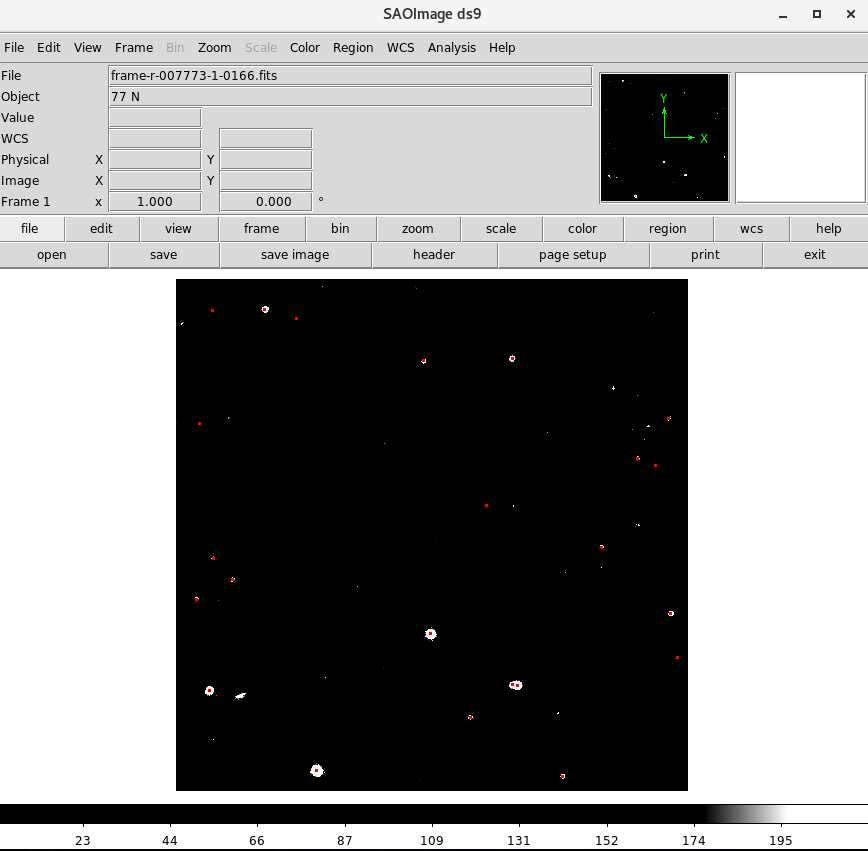 SAOImage ds9
File Edit View Frame Bin Zoom Scale Color Region WCS Analysis Help
File frame-r-007773-1-0166.fits
Object 77 N
Value
WCS
Physical X Y
Image X Y
Frame 1 x 1.000 0.000 °
Y
X
file edit view frame bin zoom scale color region wcs help
open save save image header page setup print exit
23 44 66 87 109 131 152 174 195